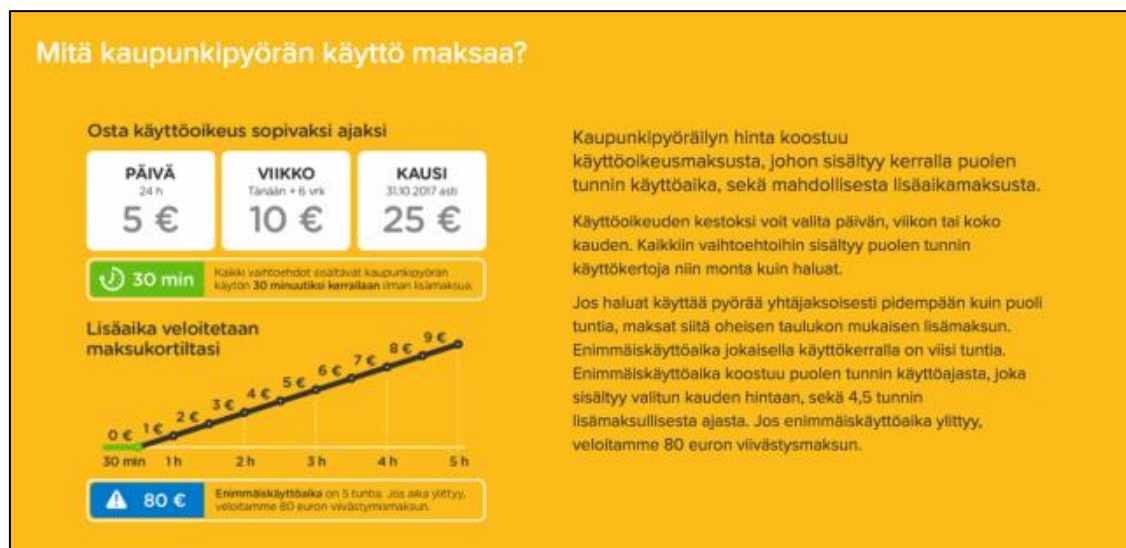 Mitä kaupunkipyörän käyttö maksaa?
Osta käyttöoikeus sopivaksi ajaksi
PÄIVÄ
24 h
5 €
VIIKKO
Tänään + 6 vrk
10 €
KAUSI
31.10.2017 asti
25 €
30 min
Kaikki vaihtoehdot sisältävät kaupunkipyörän
käytön 30 minuutiksi kerrallaan ilman lisämaksua.
Lisäaika veloitetaan
maksukortiltasi
0 € 1 € 2 € 3 € 4 € 5 € 6 € 7 € 8 € 9 €
30 min 1 h 2 h 3 h 4 h 5 h
80 €
Enimmäiskäyttöaika on 5 tuntia. Jos aika ylittyy,
veloitamme 80 euron viivästymismaksun.
Kaupunkipyöräilyn hinta koostuu
käyttöoikeusmaksusta, johon sisältyy kerralla puolen
tunnin käyttöaika, sekä mahdollisesta lisäaikamaksusta.
Käyttöoikeuden kestoksi voit valita päivän, viikon tai koko
kauden. Kaikkiin vaihtoehtoihin sisältyy puolen tunnin
käyttökertoja niin monta kuin haluat.
Jos haluat käyttää pyörää yhtäjaksoisesti pidempään kuin puoli
tuntia, maksat siitä oheisen taulukon mukaisen lisämaksun.
Enimmäiskäyttöaika jokaisella käyttökerralla on viisi tuntia.
Enimmäiskäyttöaika koostuu puolen tunnin käyttöajasta, joka
sisältyy valitun kauden hintaan, sekä 4,5 tunnin
lisämaksullisesta ajasta. Jos enimmäiskäyttöaika ylittyy,
veloitamme 80 euron viivästysmaksun.